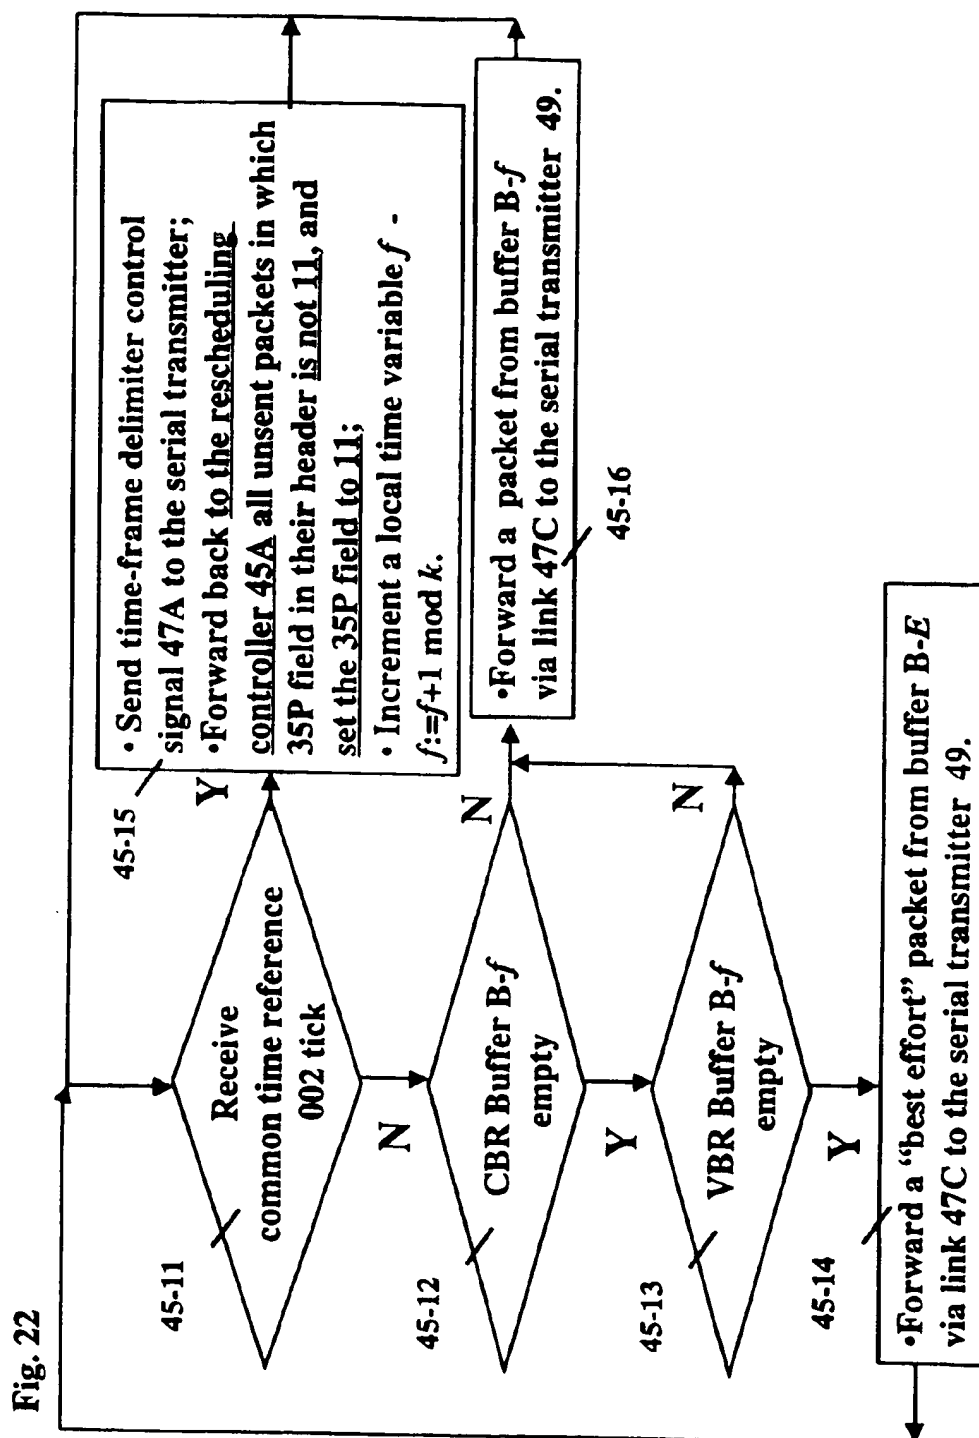 Fig. 22
45-11
Receive
common time reference
002 tick
Y
N
45-15
• Send time-frame delimiter control
signal 47A to the serial transmitter;
•Forward back to the rescheduling
controller 45A all unsent packets in which
35P field in their header is not 11, and
set the 35P field to 11;
• Increment a local time variable f -
f:=f+1 mod k.
45-12
CBR Buffer B-f
empty
N
Y
•Forward a packet from buffer B-f
via link 47C to the serial transmitter 49.
45-16
45-13
VBR Buffer B-f
empty
N
Y
45-14
•Forward a “best effort” packet from buffer B-E
via link 47C to the serial transmitter 49.